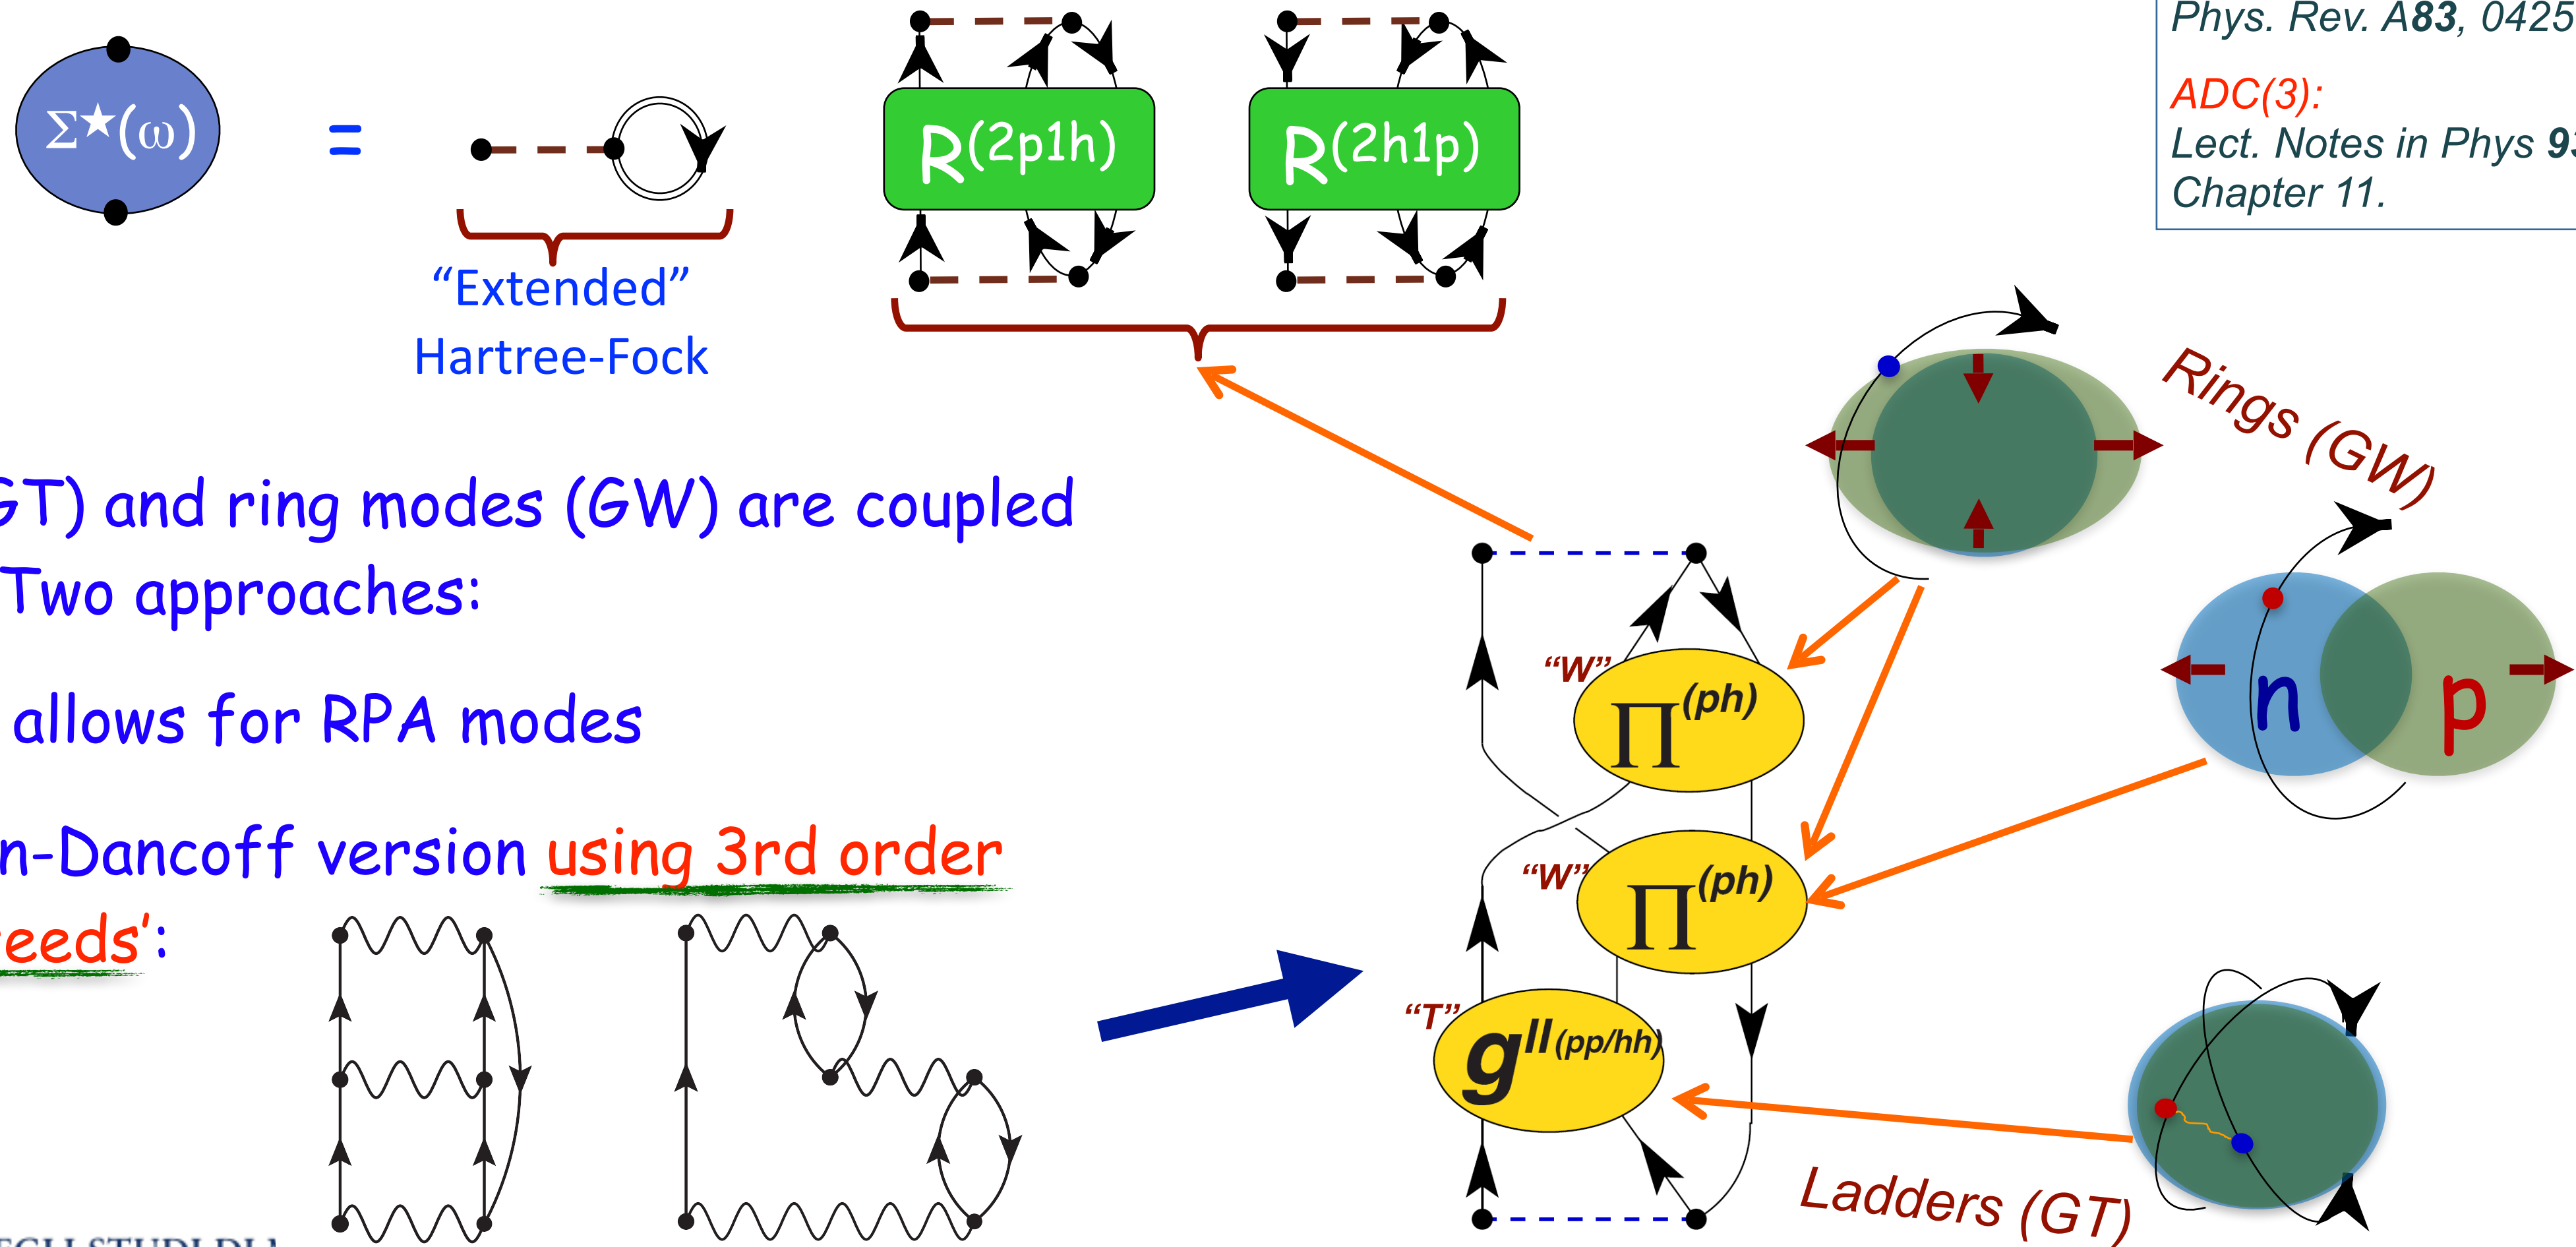 Phys. Rev. A83, 0425
ADC(3):
Lect. Notes in Phys 93
Chapter 11.
Σ★(ω)
=
R(2p1h)
R(2h1p)
“Extended”
Hartree-Fock
Rings (GW)
GT) and ring modes (GW) are coupled
Two approaches:
allows for RPA modes
n-Dancoff version using 3rd order
eeds’:
“W”
Π(ph)
“W”
Π(ph)
“T”
gII(pp/hh)
n
p
Ladders (GT)